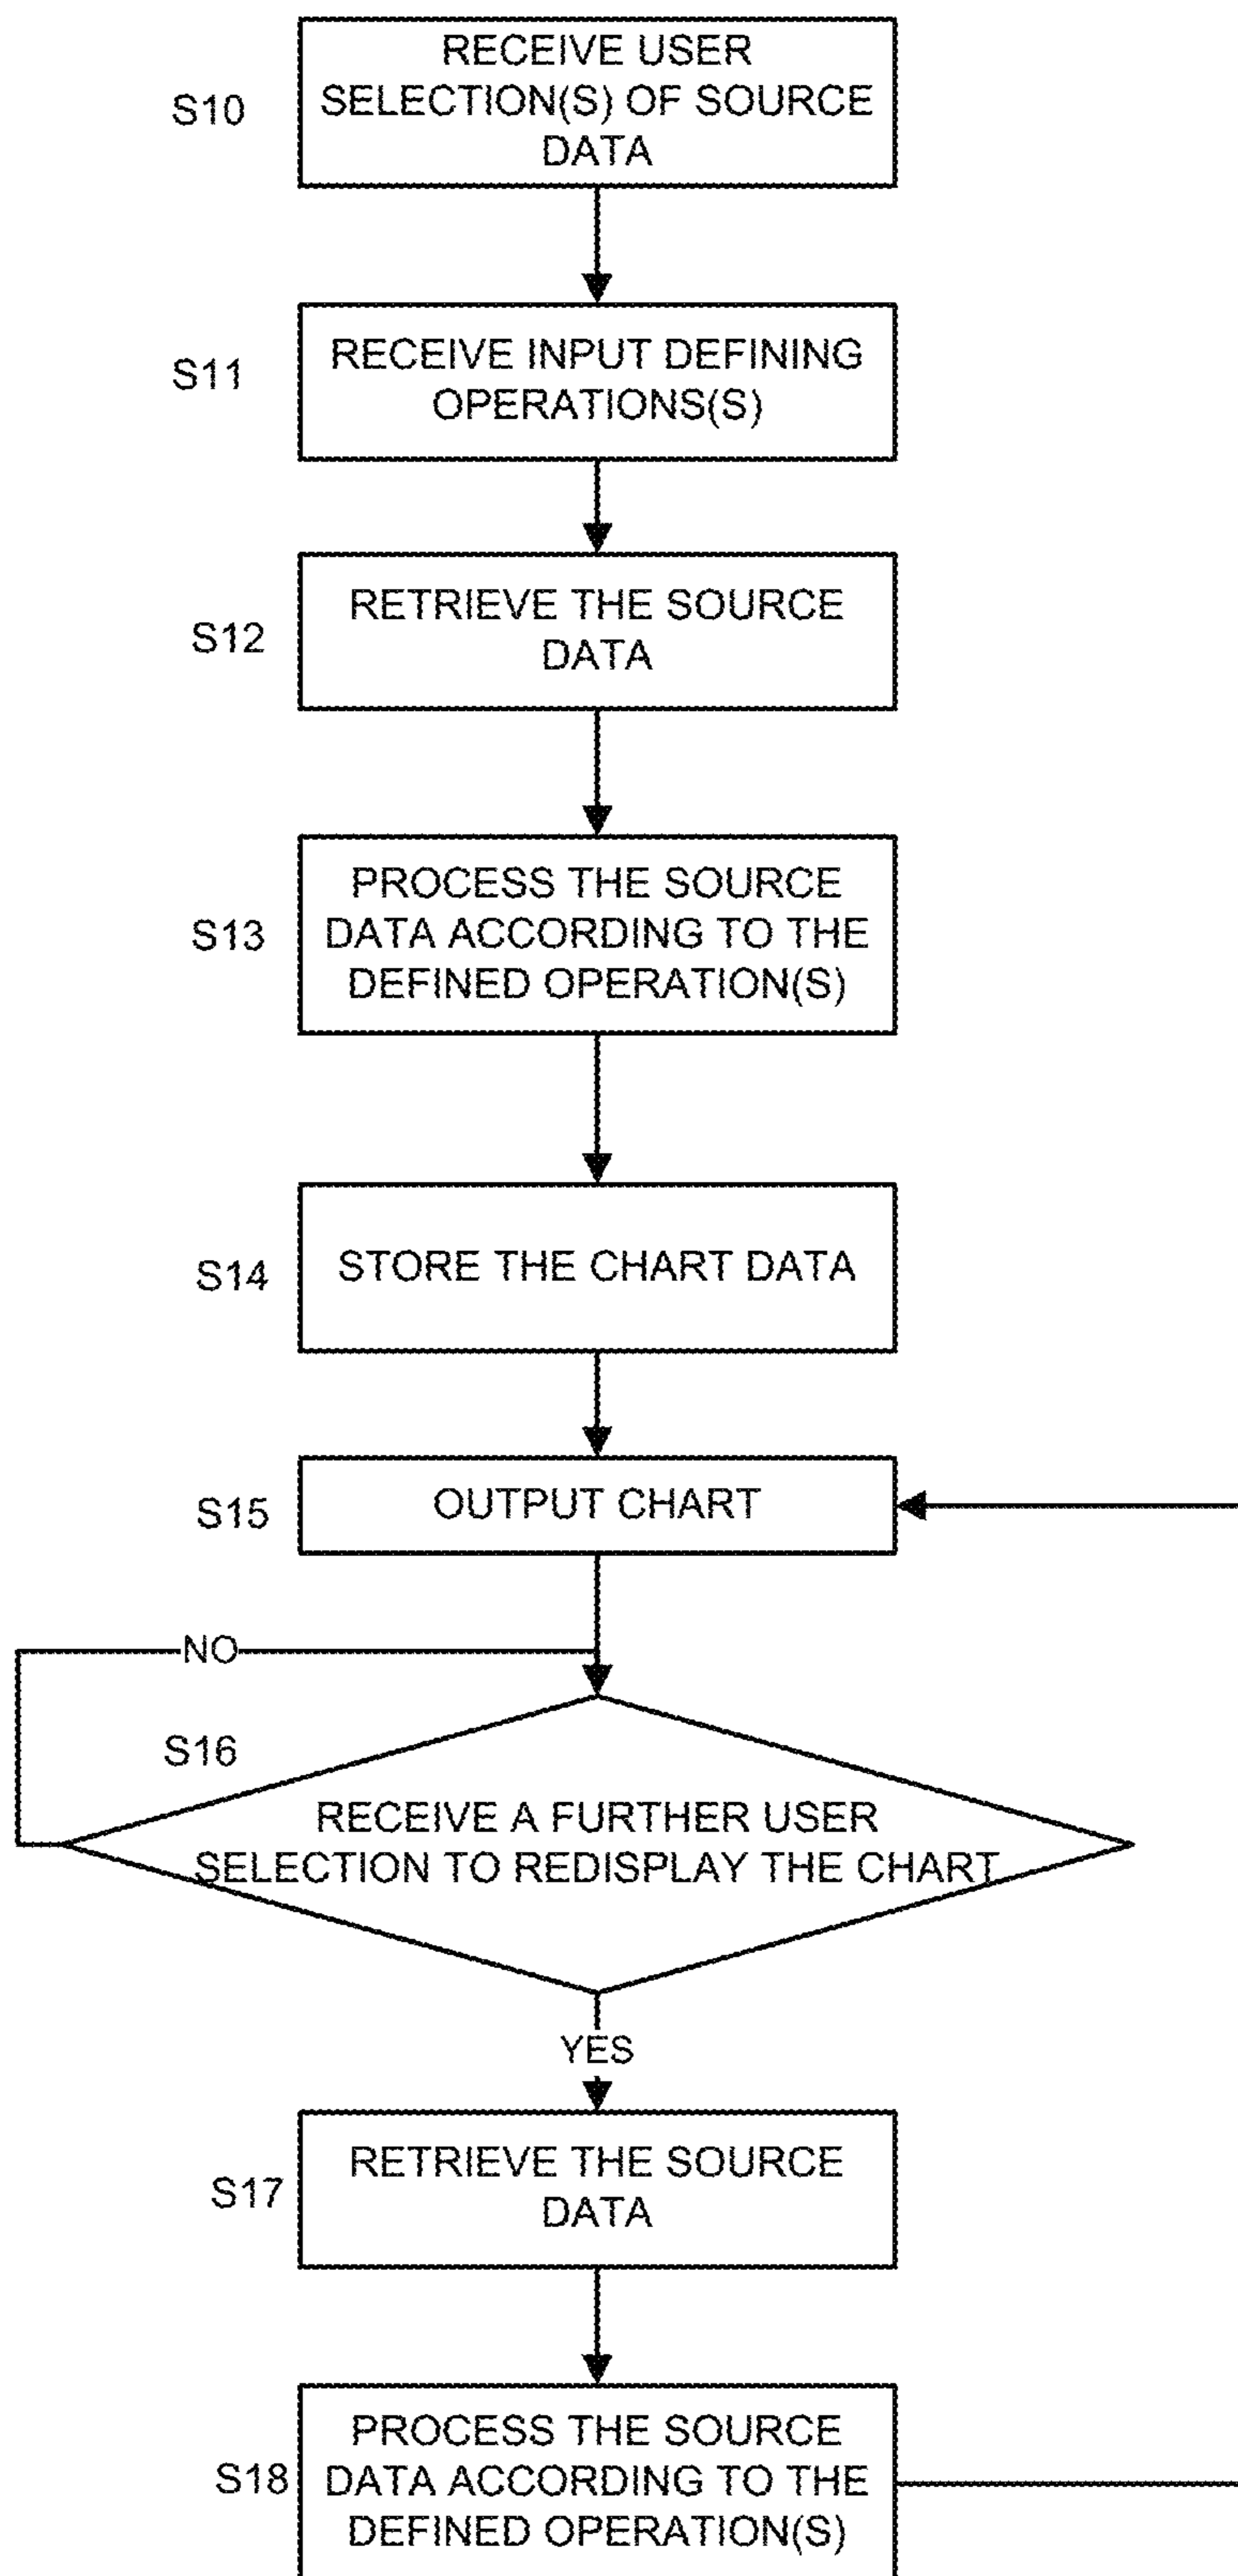 S10
RECEIVE USER
SELECTION(S) OF SOURCE
DATA
S11
RECEIVE INPUT DEFINING
OPERATIONS(S)
S12
RETRIEVE THE SOURCE
DATA
S13
PROCESS THE SOURCE
DATA ACCORDING TO THE
DEFINED OPERATION(S)
S14
STORE THE CHART DATA
S15
OUTPUT CHART
NO
S16
RECEIVE A FURTHER USER
SELECTION TO REDISPLAY THE CHART
YES
S17
RETRIEVE THE SOURCE
DATA
S18
PROCESS THE SOURCE
DATA ACCORDING TO THE
DEFINED OPERATION(S)